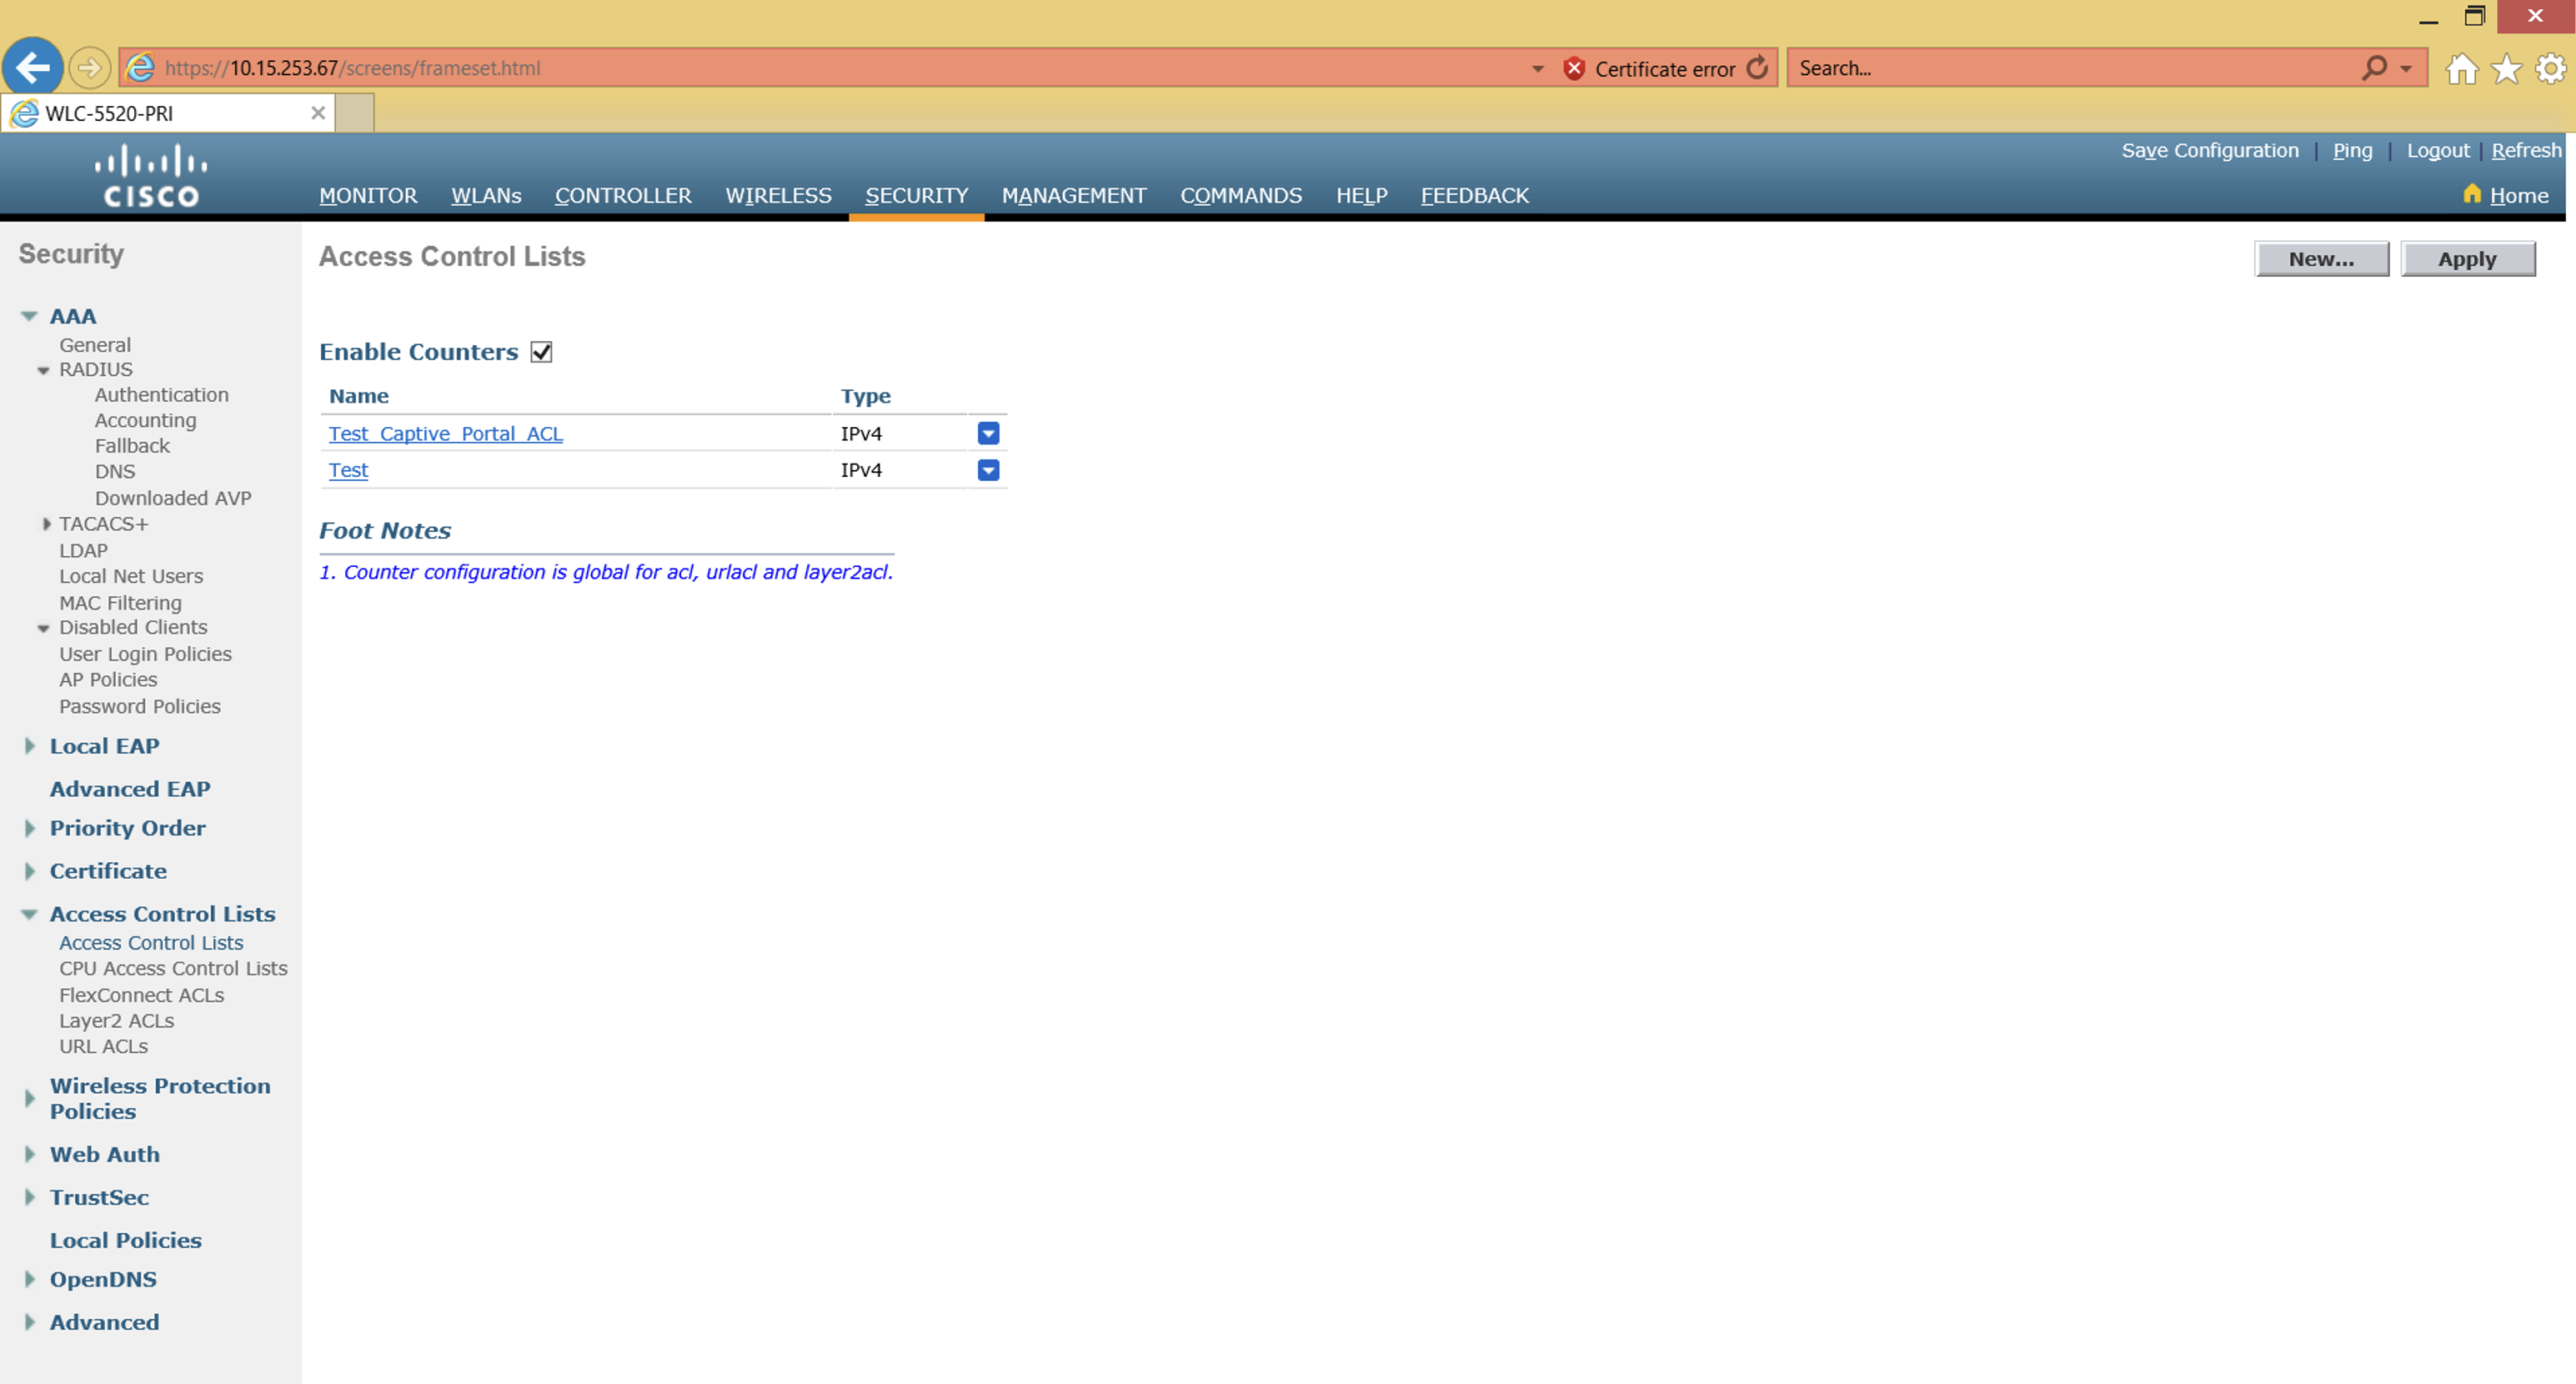 https://10.15.253.67/screens/frameset.html
Certificate error
Search...
WLC-5520-PRI
Save Configuration | Ping | Logout | Refresh
CISCO
MONITOR WLANs CONTROLLER WIRELESS SECURITY MANAGEMENT COMMANDS HELP FEEDBACK
Home
Security
AAA
General
RADIUS
Authentication
Accounting
Fallback
DNS
Downloaded AVP
TACACS+
LDAP
Local Net Users
MAC Filtering
Disabled Clients
User Login Policies
AP Policies
Password Policies
Local EAP
Advanced EAP
Priority Order
Certificate
Access Control Lists
Access Control Lists
CPU Access Control Lists
FlexConnect ACLs
Layer2 ACLs
URL ACLs
Wireless Protection
Policies
Web Auth
TrustSec
Local Policies
OpenDNS
Advanced
Access Control Lists
New...
Apply
Enable Counters
Name Type
Test_Captive_Portal_ACL IPv4
Test IPv4
Foot Notes
1. Counter configuration is global for acl, urlacl and layer2acl.